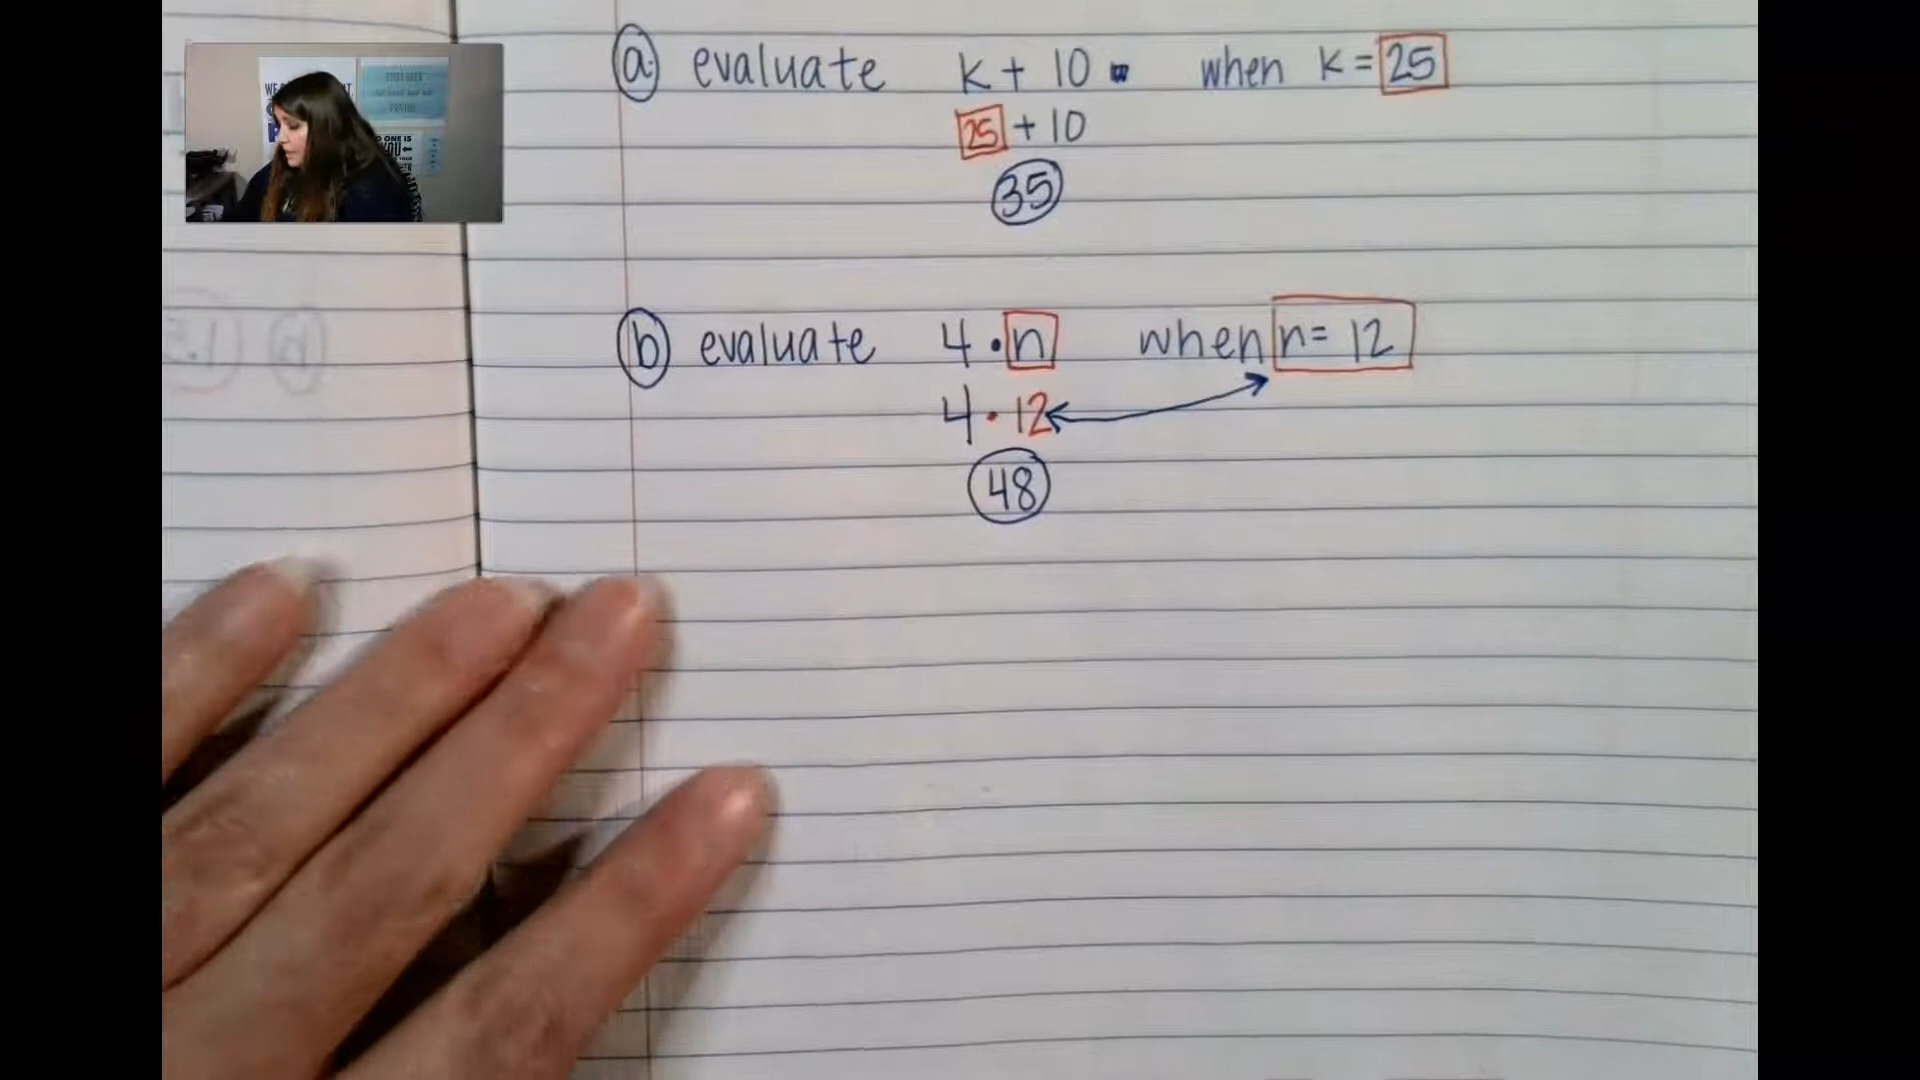 a. evaluate k + 10 when k = 25
25 + 10
35
b evaluate 4 · n when n = 12
4 · 12
48